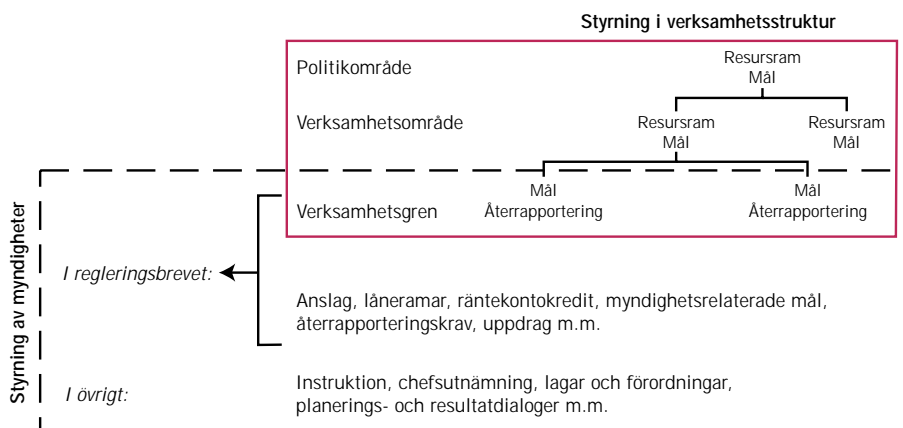 Styrning i verksamhetsstruktur
Politikområde
Resursram
Mål
Verksamhetsområde
Resursram
Mål
Resursram
Mål
Verksamhetsgren
Mål
Återrapportering
Mål
Återrapportering
Styrning av myndigheter
I regleringsbrevet:
Anslag, låneramar, räntekontokredit, myndighetsrelaterade mål,
återrapporteringskrav, uppdrag m.m.
I övrigt:
Instruktion, chefsutnämning, lagar och förordningar,
planerings- och resultatdialoger m.m.